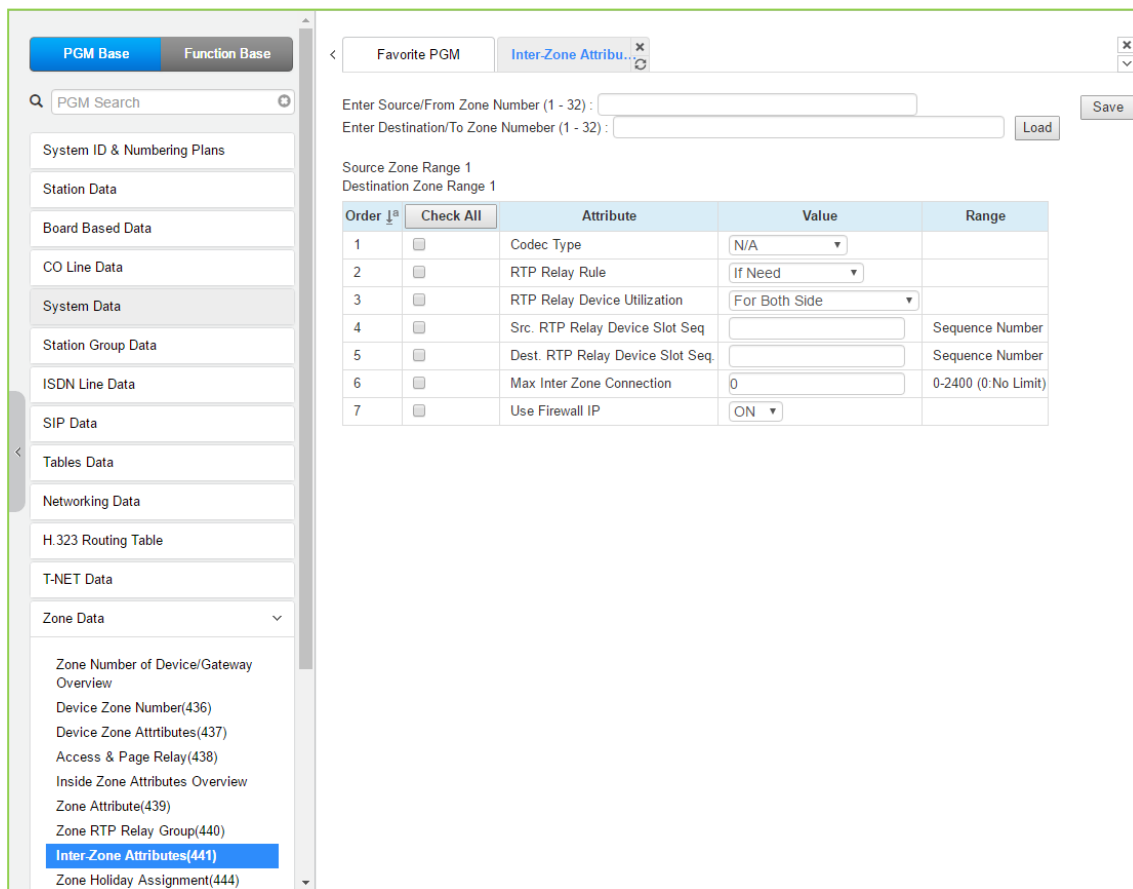 PGM Base
Function Base
PGM Search
System ID & Numbering Plans
Station Data
Board Based Data
CO Line Data
System Data
Station Group Data
ISDN Line Data
SIP Data
Tables Data
Networking Data
H.323 Routing Table
T-NET Data
Zone Data
Zone Number of Device/Gateway
Overview
Device Zone Number(436)
Device Zone Attrtibutes(437)
Access & Page Relay(438)
Inside Zone Attributes Overview
Zone Attribute(439)
Zone RTP Relay Group(440)
Inter-Zone Attributes(441)
Zone Holiday Assignment(444)
Favorite PGM
Inter-Zone Attribu...
Enter Source/From Zone Number (1 - 32) :
Save
Enter Destination/To Zone Numeber (1 - 32) :
Load
Source Zone Range 1
Destination Zone Range 1
Order Check All Attribute Value Range
1 Codec Type N/A
2 RTP Relay Rule If Need
3 RTP Relay Device Utilization For Both Side
4 Src. RTP Relay Device Slot Seq Sequence Number
5 Dest. RTP Relay Device Slot Seq. Sequence Number
6 Max Inter Zone Connection 0 0-2400 (0:No Limit)
7 Use Firewall IP ON